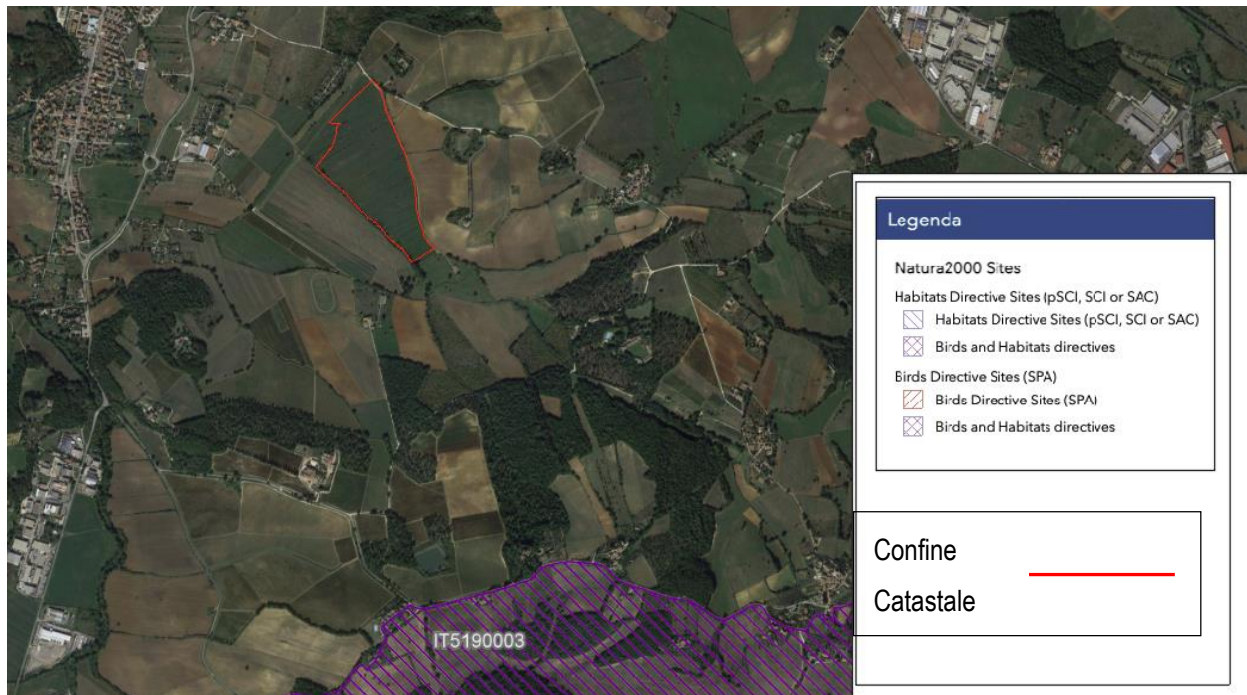 Legenda
Natura2000 Sites
Habitats Directive Sites (pSCI, SCI or SAC)
Habitats Directive Sites (pSCI, SCI or SAC)
Birds and Habitats directives
Birds Directive Sites (SPA)
Birds Directive Sites (SPA)
Birds and Habitats directives
Confine
Catastale
IT5190003